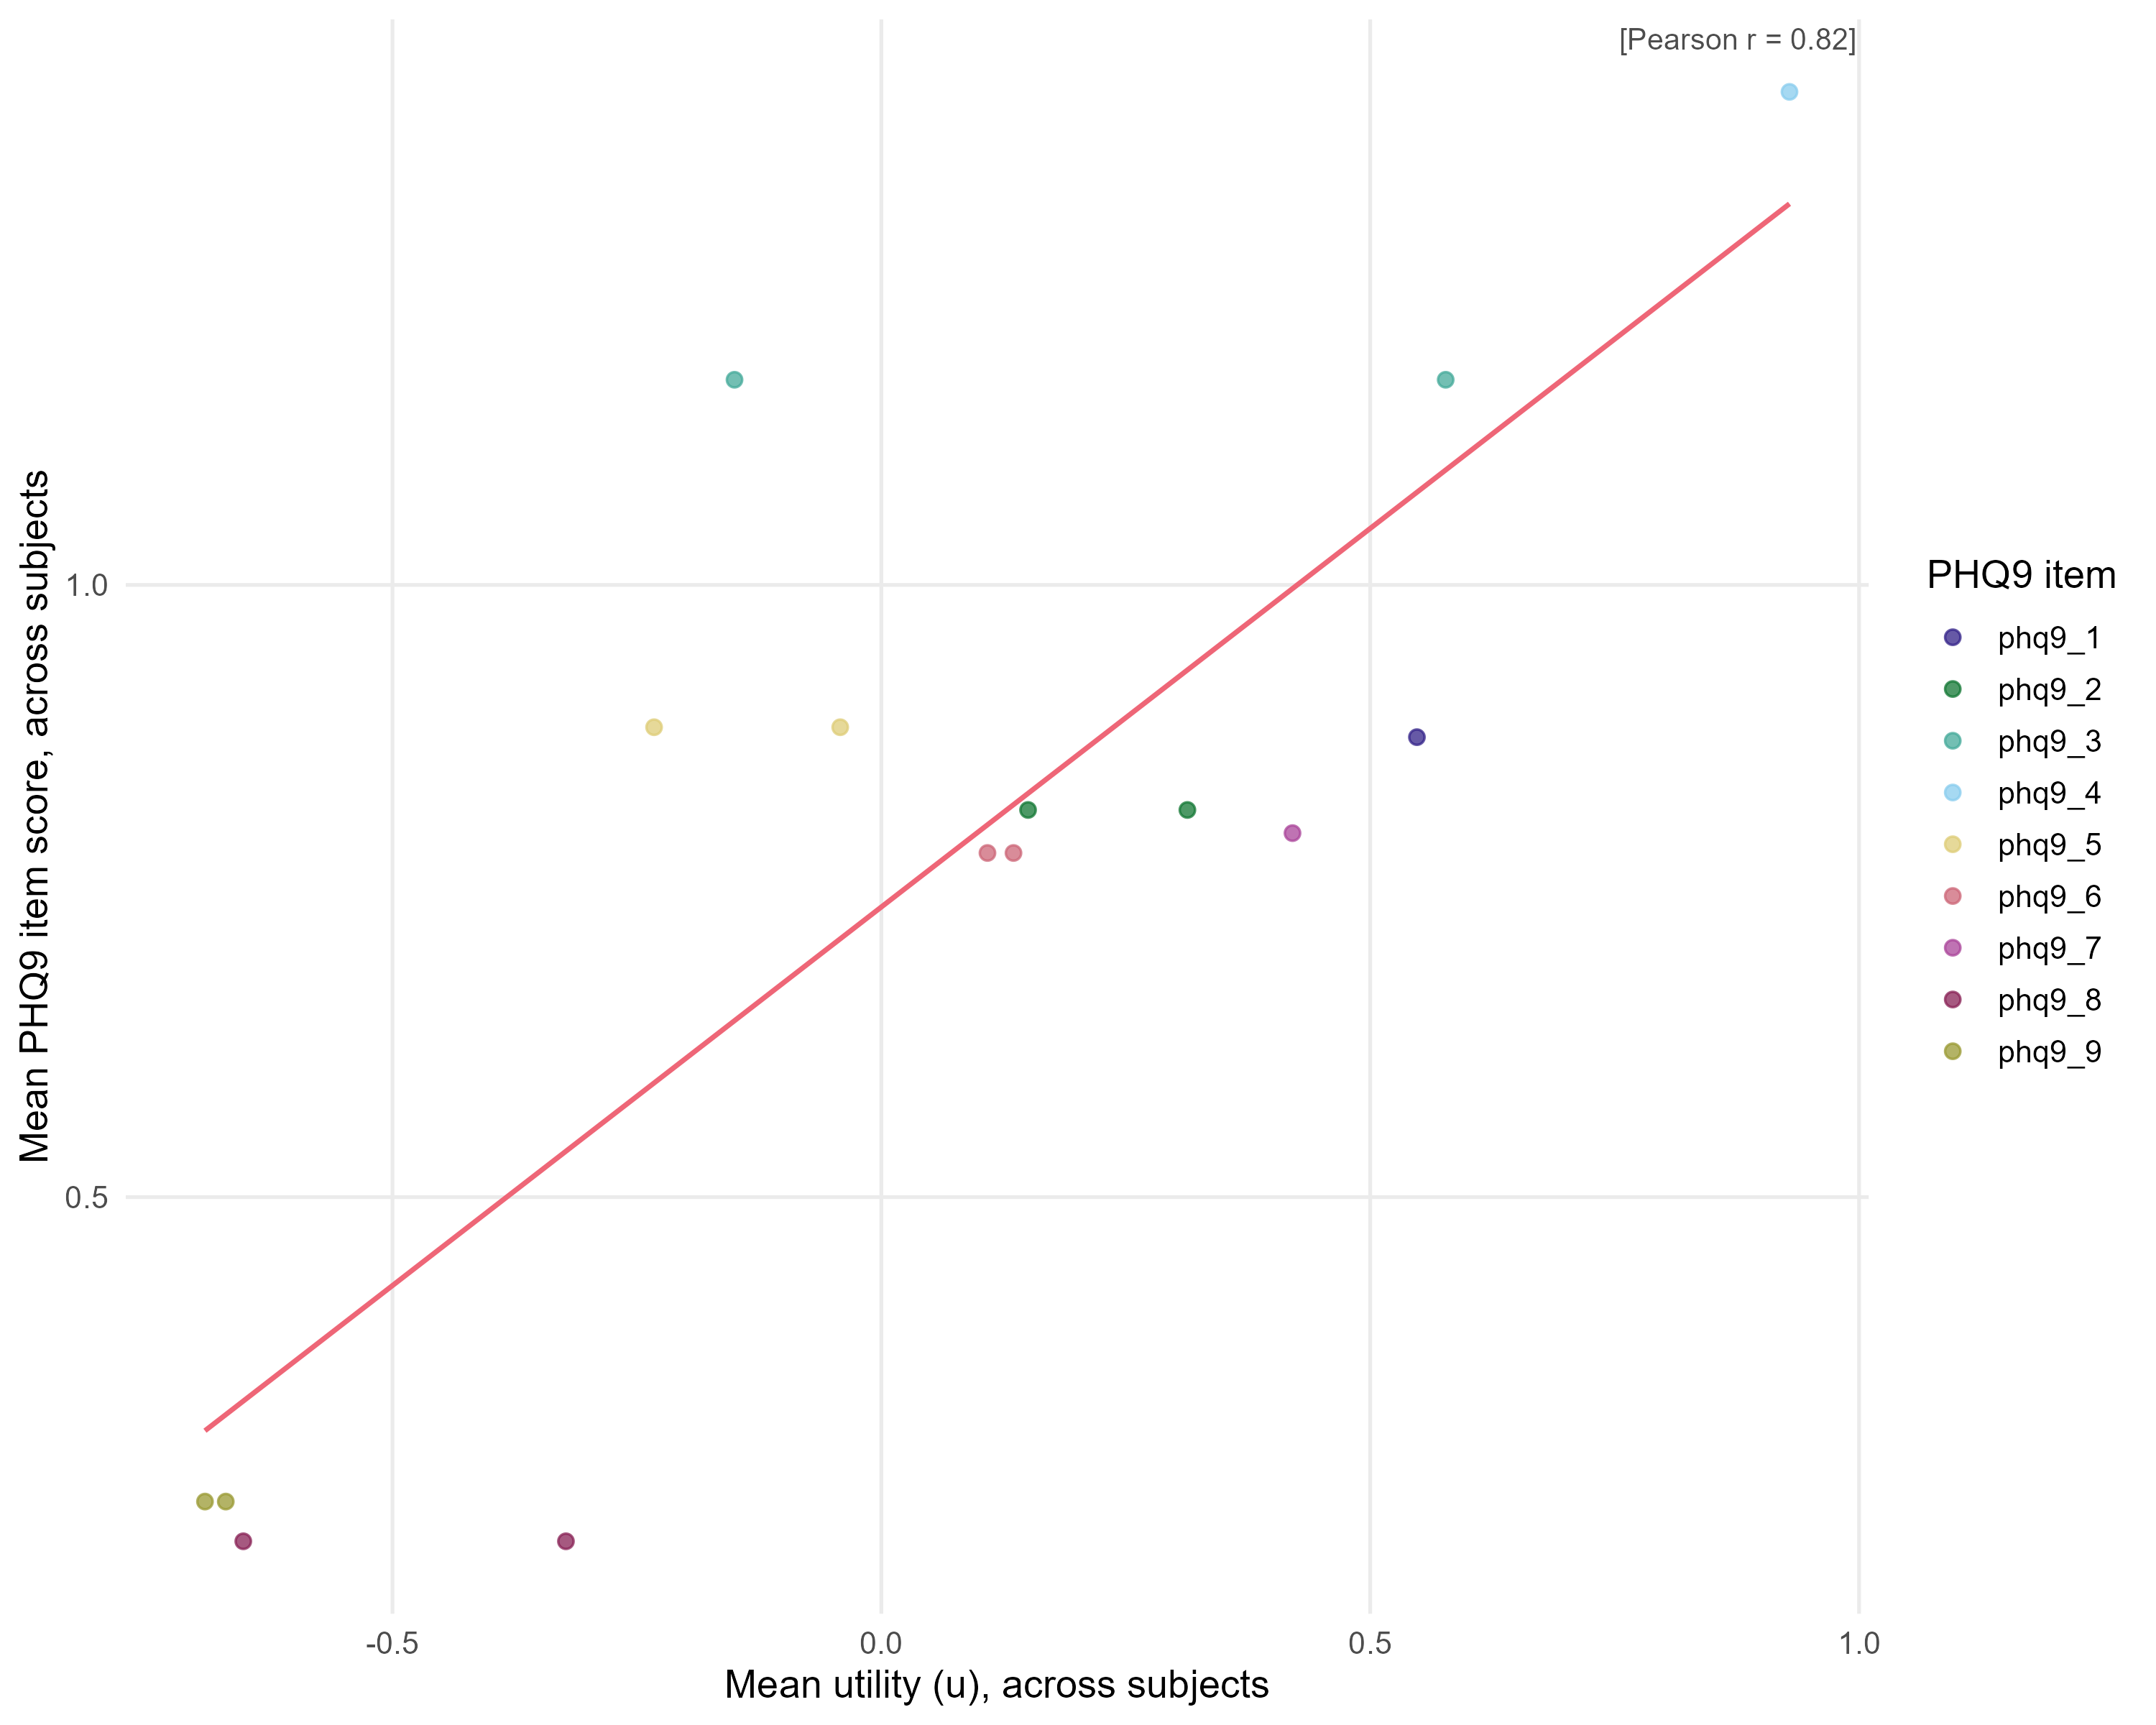 [Pearson r = 0.82]
Mean PHQ9 item score, across subjects
1.0
0.5
-0.5
0.0
0.5
1.0
Mean utility (u), across subjects
PHQ9 item
phq9_1
phq9_2
phq9_3
phq9_4
phq9_5
phq9_6
phq9_7
phq9_8
phq9_9